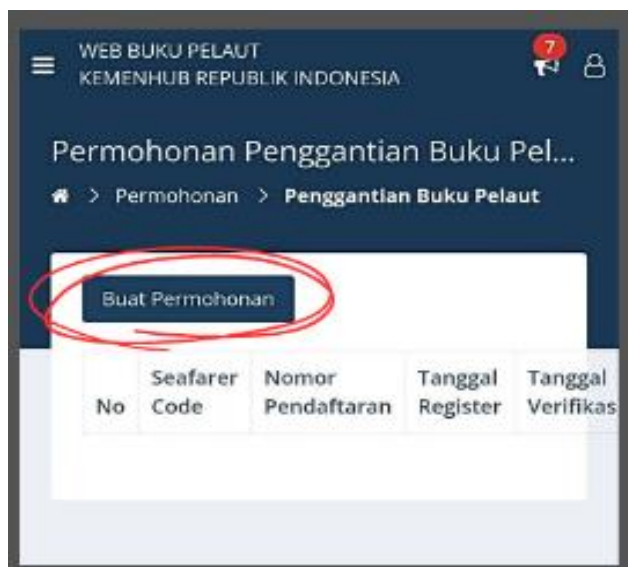 WEB BUKU PELAUT
KEMENHUB REPUBLIK INDONESIA
7
Permohonan Penggantian Buku Pel...
> Permohonan > Penggantian Buku Pelaut
Buat Permohonan
No Seafarer Code Nomor Pendaftaran Tanggal Register Tanggal Verifikas